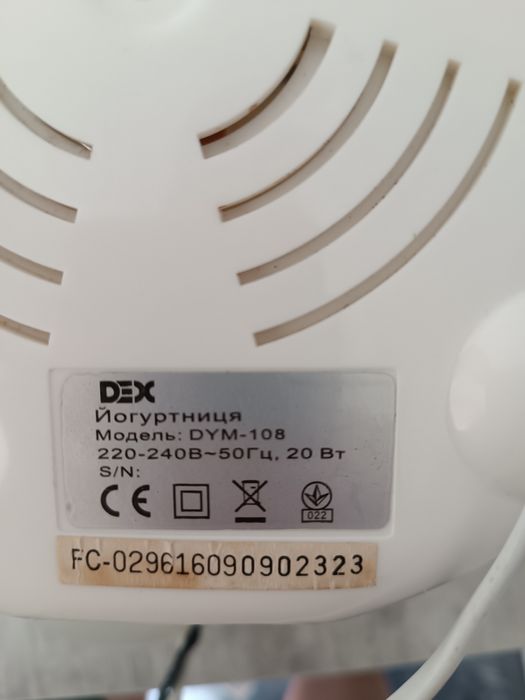 DEX
Йогуртниця
Модель: DYM-108
220-240В~50Гц, 20 Вт
S/N:
CE
022
FC-029616090902323